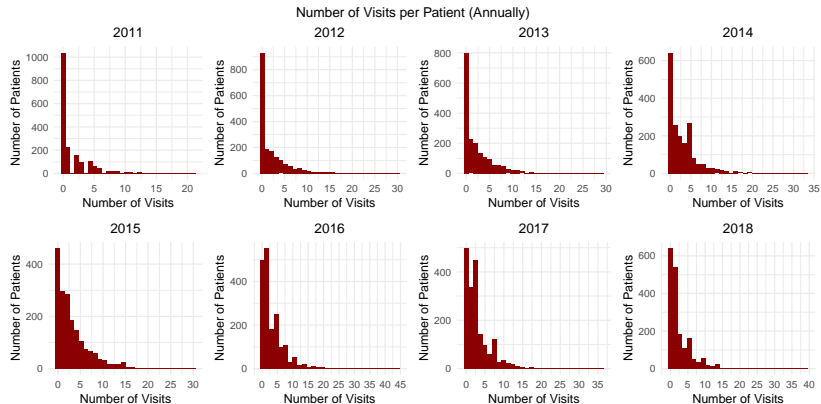 Number of Visits per Patient (Annually)
2011 2012 2013 2014
Number of Patients
1000
800
600
400
200
0
0 5 10 15 20
Number of Visits
Number of Patients
800
600
400
200
0
0 5 10 15 20 25 30
Number of Visits
Number of Patients
800
600
400
200
0
0 5 10 15 20 25 30
Number of Visits
Number of Patients
600
400
200
0
0 5 10 15 20 25 30 35
Number of Visits
2015 2016 2017 2018
Number of Patients
400
200
0
0 5 10 15 20 25 30
Number of Visits
Number of Patients
400
200
0
0 5 10 15 20 25 30 35 40 45
Number of Visits
Number of Patients
400
200
0
0 5 10 15 20 25 30 35
Number of Visits
Number of Patients
600
400
200
0
0 5 10 15 20 25 30 35 40
Number of Visits